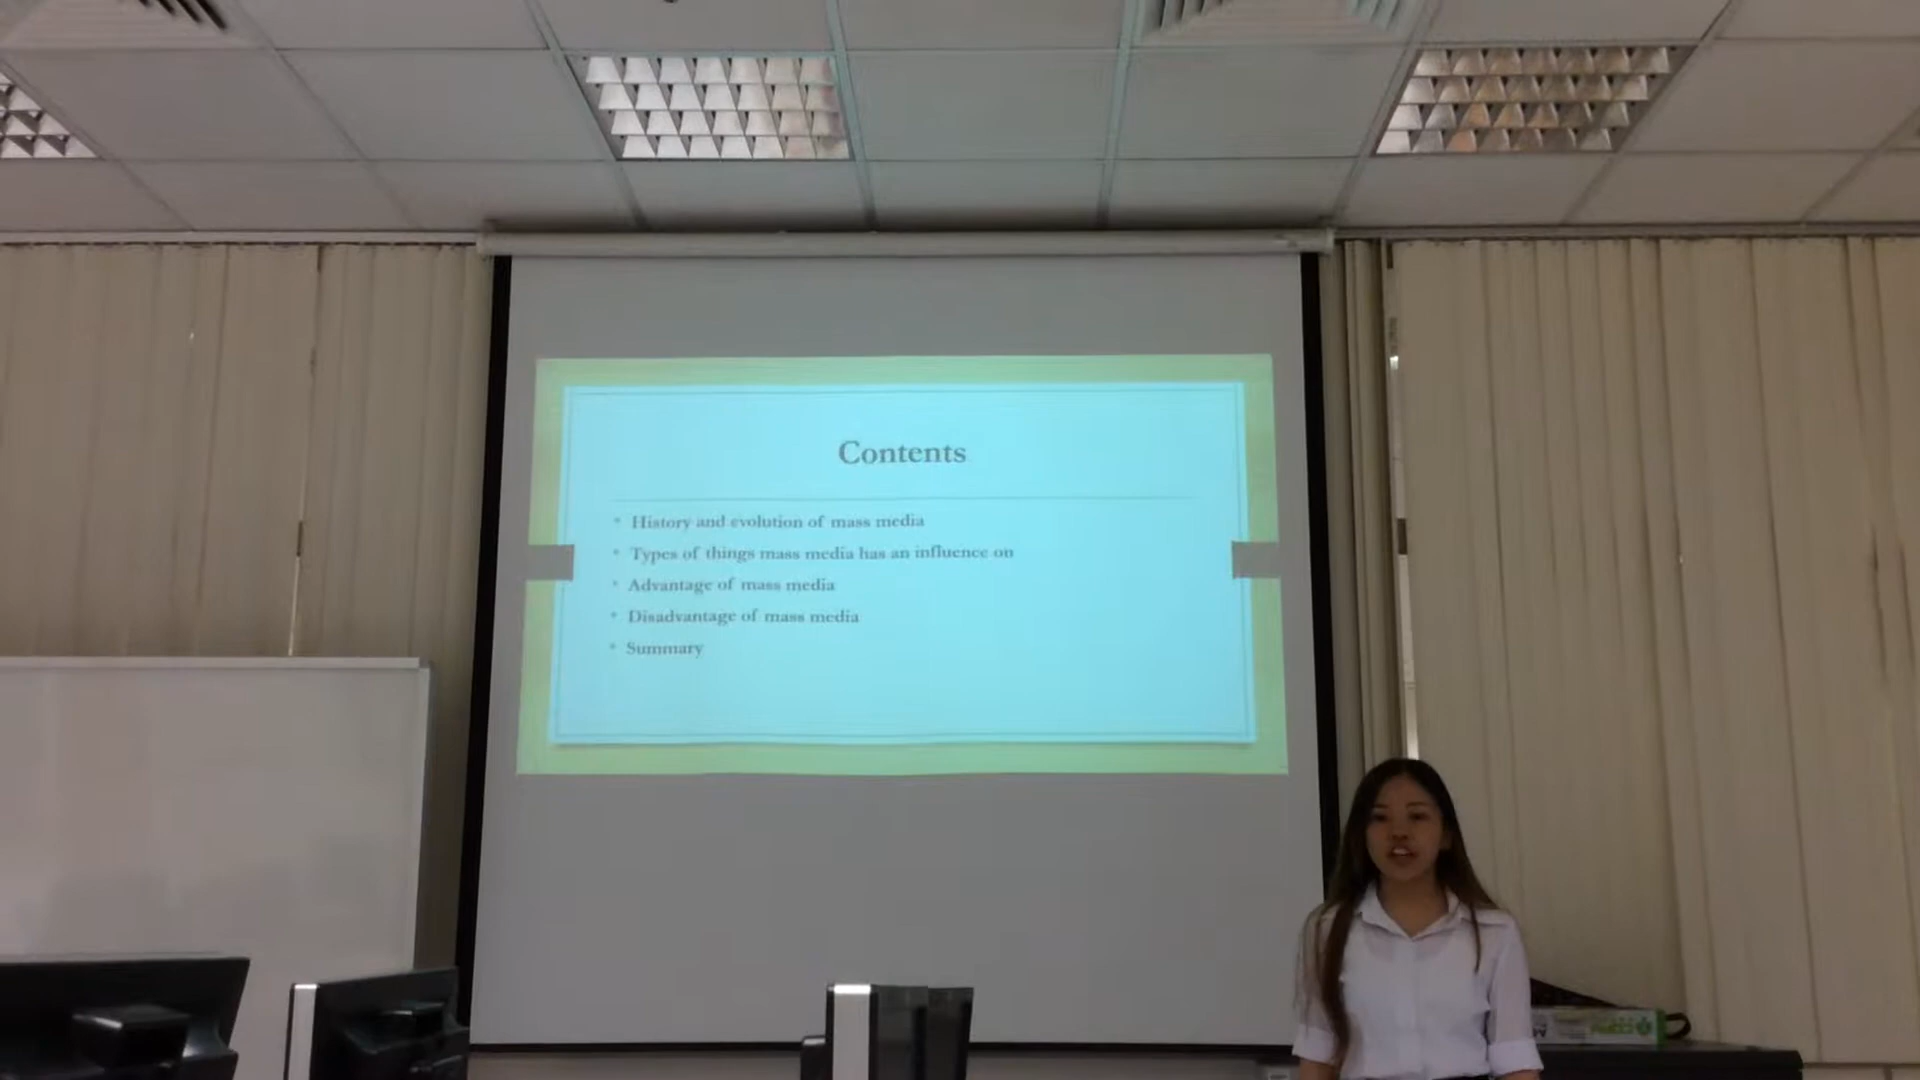 Contents
• History and evolution of mass media
• Types of things mass media has an influence on
• Advantage of mass media
• Disadvantage of mass media
• Summary